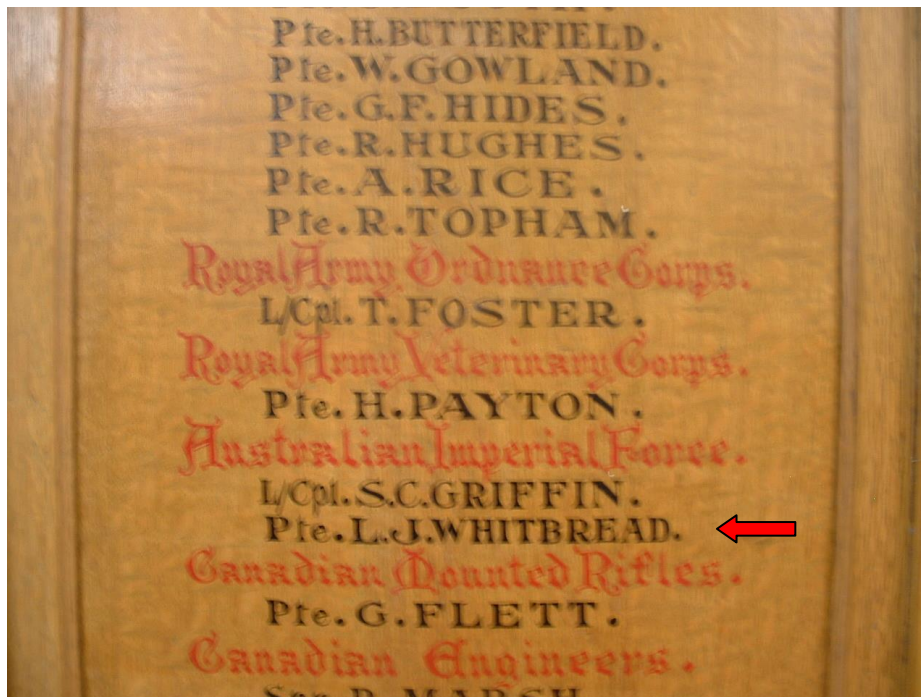 Pte.H.BUTTERFIELD.
Pte.W.GOWLAND.
Pte.G.F.HIDES.
Pte.R.HUGHES.
Pte.A.RICE.
Pte.R.TOPHAM.
Royal Army Ordnance Corps.
L/Cpl.T.FOSTER.
Royal Army Veterinary Corps.
Pte.H.PAYTON.
Australian Imperial Force.
L/Cpl.S.C.GRIFFIN.
Pte.L.J.WHITBREAD.
Canadian Mounted Rifles.
Pte.G.FLETT.
Canadian Engineers.